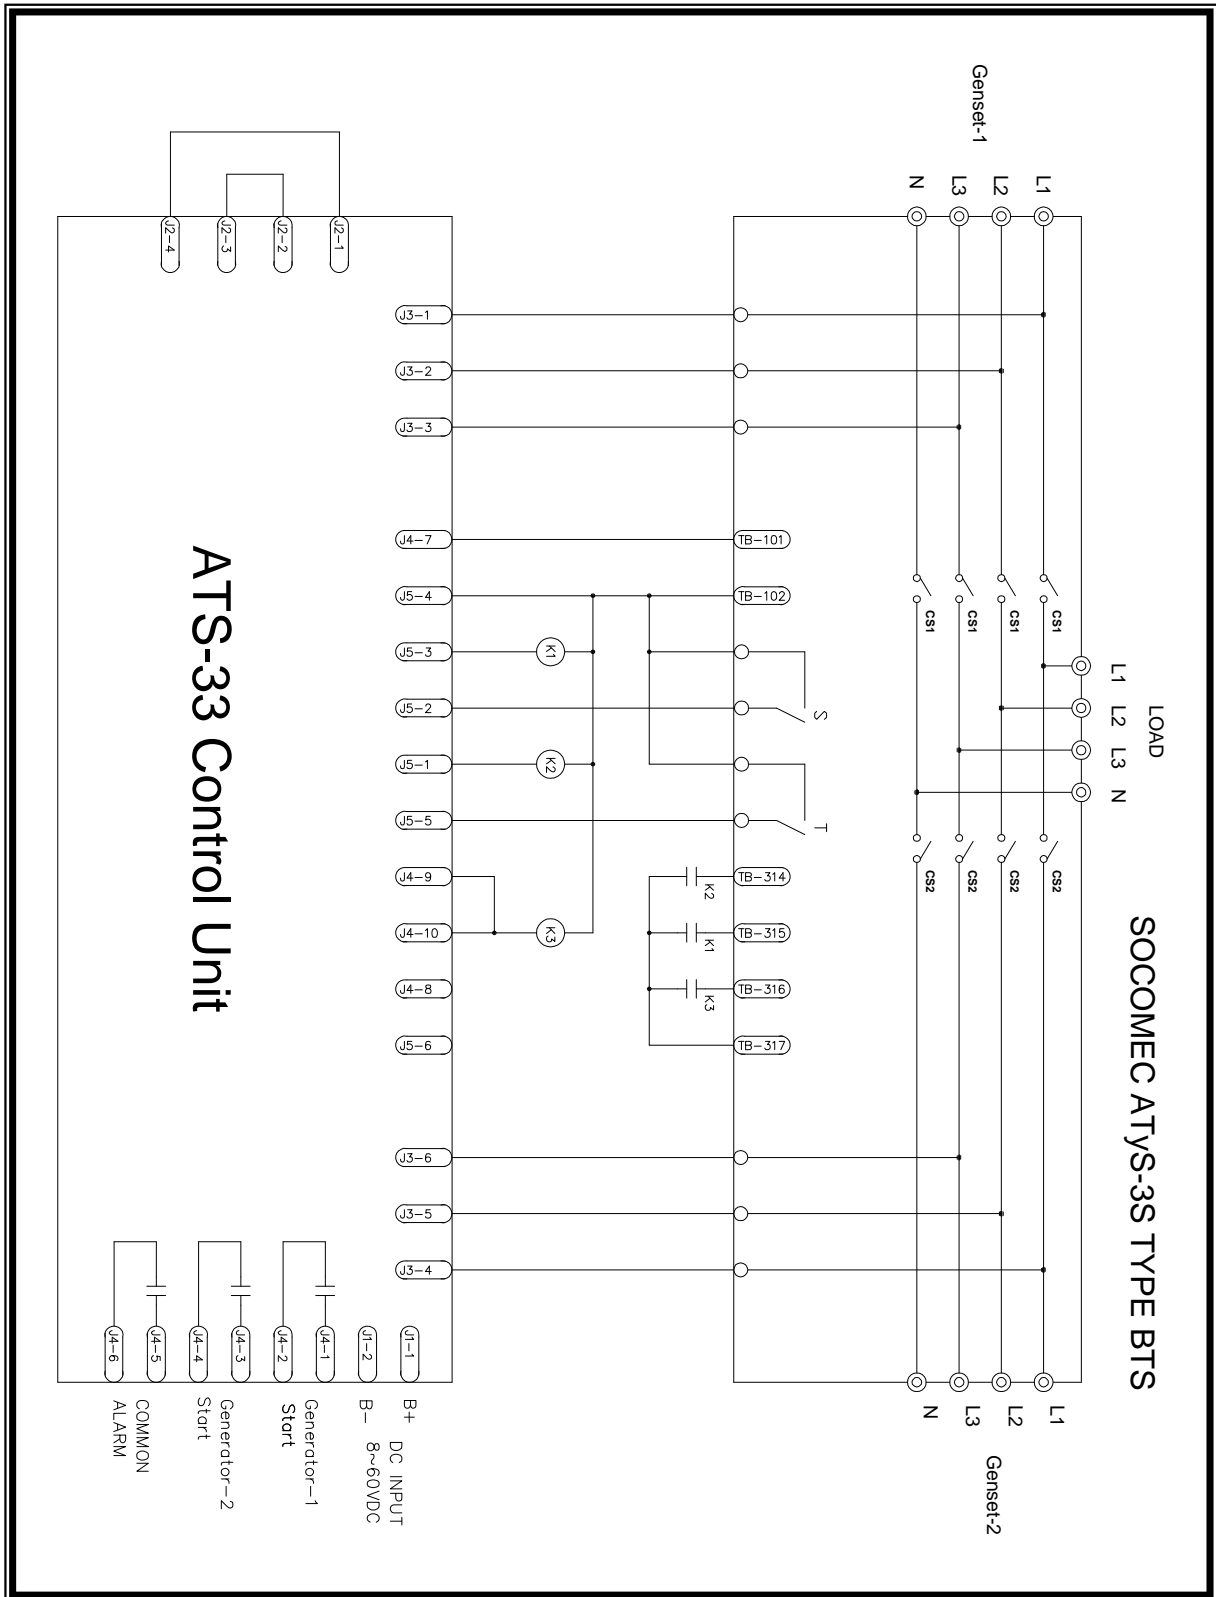 SOCOMEC ATyS-3S TYPE BTS
LOAD
L1 L2 L3 N
Genset-1
L1
L2
L3
N
CS1
CS1
CS1
CS1
CS2
CS2
CS2
CS2
L1
L2
L3
N
Genset-2
S
T
TB-101
TB-102
TB-314
TB-315
TB-316
TB-317
K2
K1
K3
K1
K2
K3
J3-1
J3-2
J3-3
J4-7
J5-4
J5-3
J5-2
J5-1
J5-5
J4-9
J4-10
J4-8
J5-6
J3-6
J3-5
J3-4
J2-1
J2-2
J2-3
J2-4
ATS-33 Control Unit
J1-1
B+
J1-2
B-
DC INPUT
8~60VDC
J4-1
J4-2
Generator-1
Start
J4-3
J4-4
Generator-2
Start
J4-5
J4-6
COMMON
ALARM